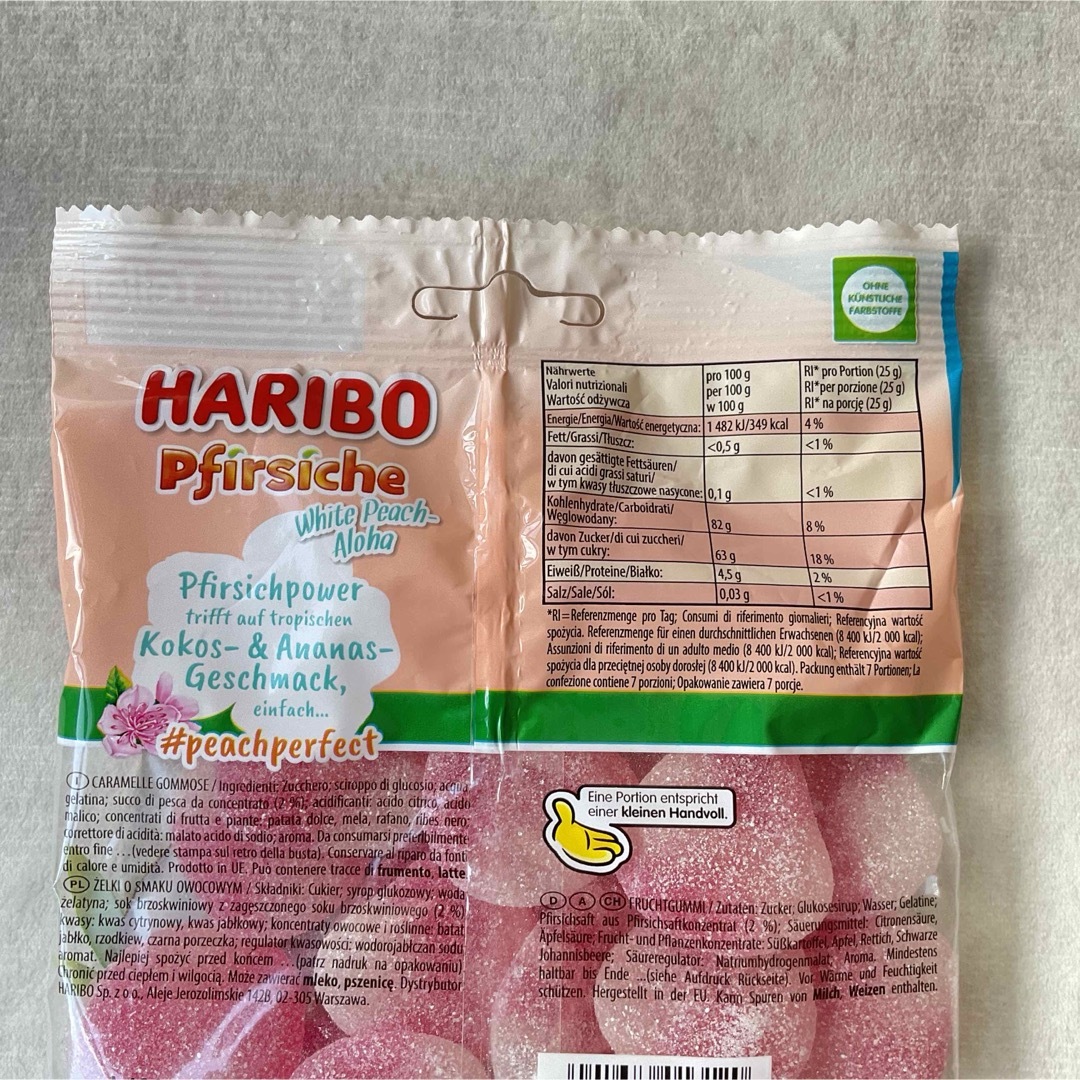 OHNE
KÜNSTLICHE
FARBSTOFFE
HARIBO
Pfirsiche
White Peach-
Aloha
Pfirsichpower
trifft auf tropischen
Kokos- & Ananas-
Geschmack,
einfach...
#peachperfect
Nährwerte
Valori nutrizionali
Wartość odżywcza
pro 100 g
per 100 g
w 100 g
RI* pro Portion (25 g)
RI* per porzione (25 g)
RI* na porcję (25 g)
Energie/Energia/Wartość energetyczna: 1 482 kJ/349 kcal 4 %
Fett/Grassi/Tłuszcz: <0,5 g <1 %
davon gesättigte Fettsäuren/
di cui acidi grassi saturi/
w tym kwasy tłuszczowe nasycone: 0,1 g <1 %
Kohlenhydrate/Carboidrati/
Węglowodany: 82 g 8 %
davon Zucker/di cui zuccheri/
w tym cukry: 63 g 18 %
Eiweiß/Proteine/Białko: 4,5 g 2 %
Salz/Sale/Sól: 0,03 g <1 %
*RI=Referenzmenge pro Tag; Consumi di riferimento giornalieri; Referencyjna wartość
spożycia. Referenzmenge für einen durchschnittlichen Erwachsenen (8 400 kJ/2 000 kcal);
Assunzioni di riferimento di un adulto medio (8 400 kJ/2 000 kcal); Referencyjna wartość
spożycia dla przeciętnej osoby dorosłej (8 400 kJ/2 000 kcal). Packung enthält 7 Portionen; La
confezione contiene 7 porzioni; Opakowanie zawiera 7 porcje.
I CARAMELLE GOMMOSE / Ingredienti: Zucchero; sciroppo di glucosio; acqua
gelatina; succo di pesca da concentrato (2 %); acidificanti: acido citrico, acido
malico; concentrati di frutta e piante: patata dolce, mela, rafano, ribes nero;
correttore di acidità: malato acido di sodio; aroma. Da consumarsi preferibilmente
entro fine ...(vedere stampa sul retro della busta). Conservare al riparo da fonti
di calore e umidità. Prodotto in UE. Può contenere tracce di frumento, latte
PL ŻELKI O SMAKU OWOCOWYM / Składniki: Cukier; syrop glukozowy; woda
żelatyna; sok brzoskwiniowy z zagęszczonego soku brzoskwiniowego (2 %)
kwasy: kwas cytrynowy, kwas jabłkowy; koncentraty owocowe i roślinne: batat
jabłko, rzodkiew, czarna porzeczka; regulator kwasowości: wodorojabłczan sodu
aromat. Najlepiej spożyć przed końcem ...(patrz nadruk na opakowaniu)
Chronić przed ciepłem i wilgocią. Może zawierać mleko, pszenicę. Dystrybutor
HARIBO Sp. z o.o., Aleje Jerozolimskie 142B, 02-305 Warszawa.
Eine Portion entspricht
einer kleinen Handvoll.
D A CH FRUCHTGUMMI / Zutaten: Zucker; Glukosesirup; Wasser; Gelatine;
Pfirsichsaft aus Pfirsichsaftkonzentrat (2 %); Säuerungsmittel: Citronensäure,
Äpfelsäure; Frucht- und Pflanzenkonzentrate: Süßkartoffel, Apfel, Rettich, Schwarze
Johannisbeere; Säureregulator: Natriumhydrogenmalat; Aroma. Mindestens
haltbar bis Ende ...(siehe Aufdruck Rückseite). Vor Wärme und Feuchtigkeit
schützen. Hergestellt in der EU. Kann Spuren von Milch, Weizen enthalten.